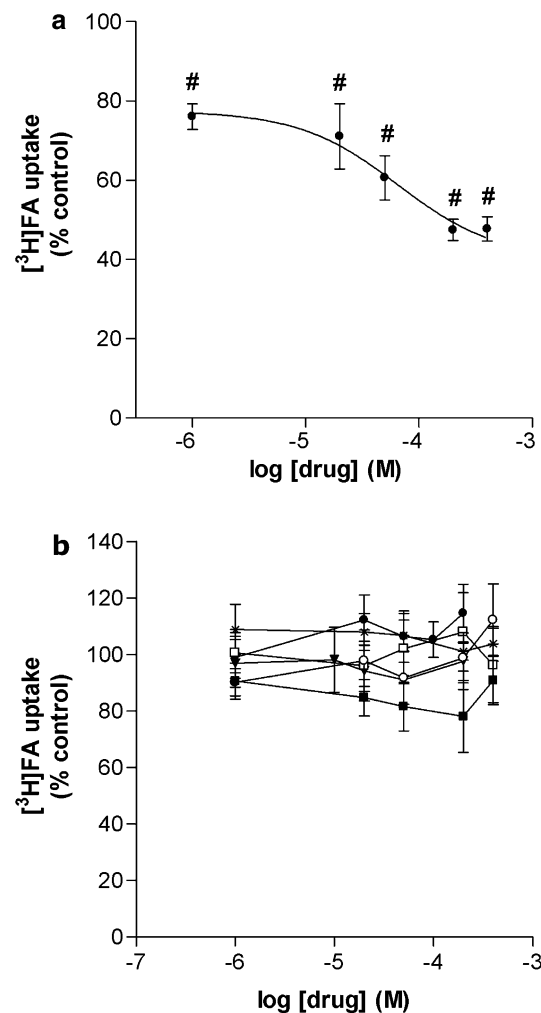 a
100
80
60
40
20
0
# # # # #
[³H]FA uptake
(% control)
-6 -5 -4 -3
log [drug] (M)
b
140
120
100
80
60
40
20
0
[³H]FA uptake
(% control)
-7 -6 -5 -4 -3
log [drug] (M)